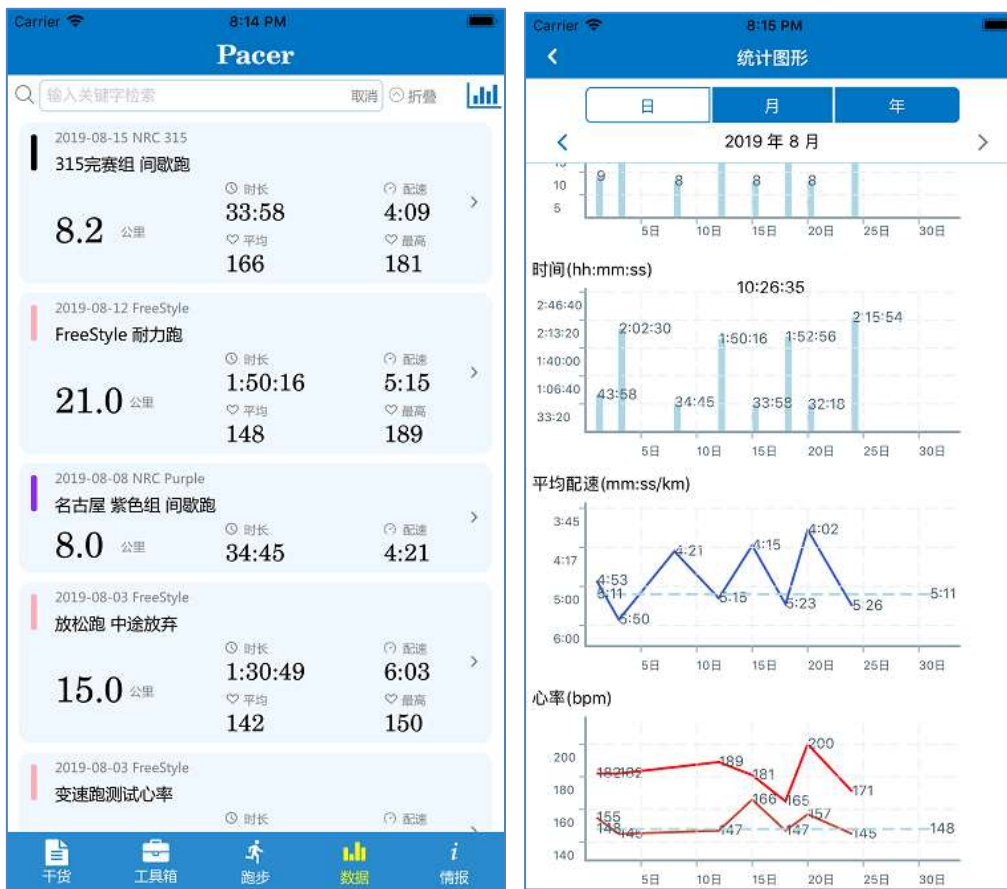 Carrier 8:14 PM
Pacer
输入关键字检索 取消 折叠
2019-08-15 NRC 315
315完赛组 间歇跑
时长 配速
8.2 公里 33:58 4:09
平均 最高
166 181
2019-08-12 FreeStyle
FreeStyle 耐力跑
时长 配速
21.0 公里 1:50:16 5:15
平均 最高
148 189
2019-08-08 NRC Purple
名古屋 紫色组 间歇跑
时长 配速
8.0 公里 34:45 4:21
2019-08-03 FreeStyle
放松跑 中途放弃
时长 配速
15.0 公里 1:30:49 6:03
平均 最高
142 150
2019-08-03 FreeStyle
变速跑测试心率
时长 配速
干货 工具箱 跑步 数据 i 情报
Carrier 8:15 PM
统计图形
日 月 年
2019 年 8 月
10 9 8 8 8
5
5日 10日 15日 20日 25日 30日
时间(hh:mm:ss)
10:26:35
2:46:40
2:13:20 2:02:30 1:50:16 1:52:56 2:15:54
1:40:00
1:06:40 43:58 34:45 33:58 32:18
33:20
5日 10日 15日 20日 25日 30日
平均配速(mm:ss/km)
3:45
4:17 4:21 4:15 4:02
5:00 4:53 5:11 5:15 5:23 5:26 5:11
6:00 5:50
5日 10日 15日 20日 25日 30日
心率(bpm)
200 189 200
180 182 182 181 171
160 155 166 165 157
148 145 147 147 145 148
140
5日 10日 15日 20日 25日 30日